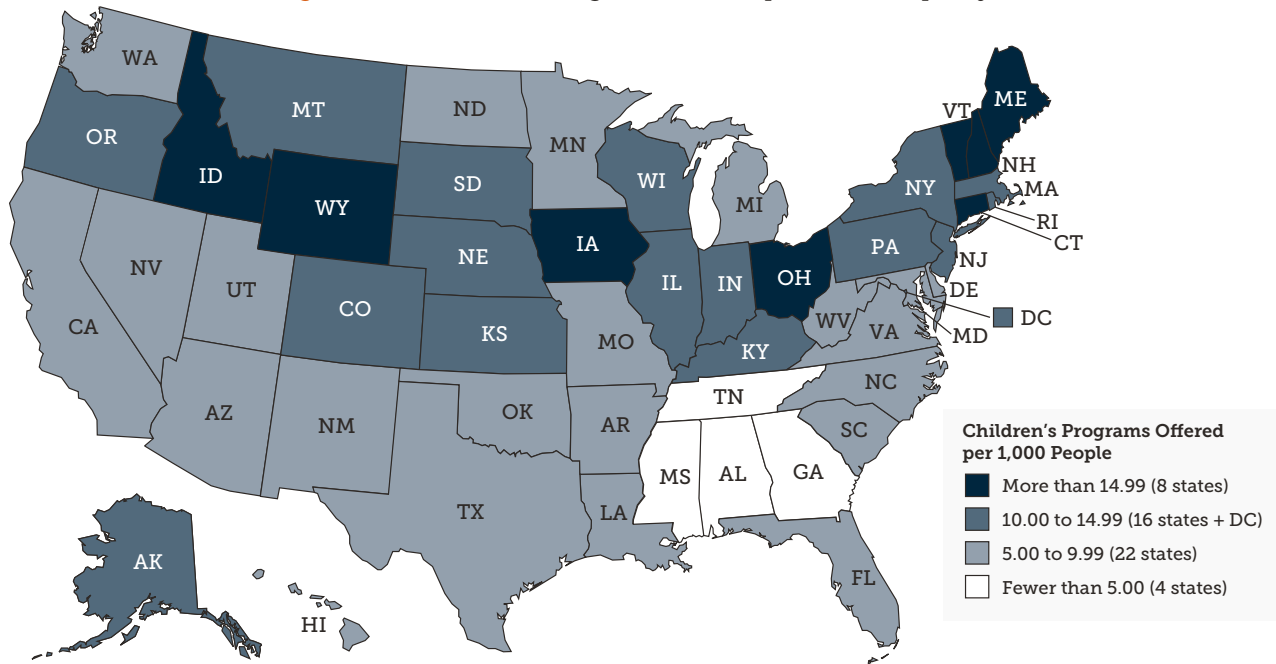 WA
MT
ND
MN
OR
ID
WY
SD
WI
MI
NY
VT
ME
NH
MA
RI
CT
NV
UT
CO
NE
IA
IL
IN
OH
PA
NJ
DE
DC
MD
CA
KS
MO
KY
WV
VA
AZ
NM
OK
AR
TN
NC
SC
TX
LA
MS
AL
GA
FL
AK
HI
Children's Programs Offered
per 1,000 People
More than 14.99 (8 states)
10.00 to 14.99 (16 states + DC)
5.00 to 9.99 (22 states)
Fewer than 5.00 (4 states)